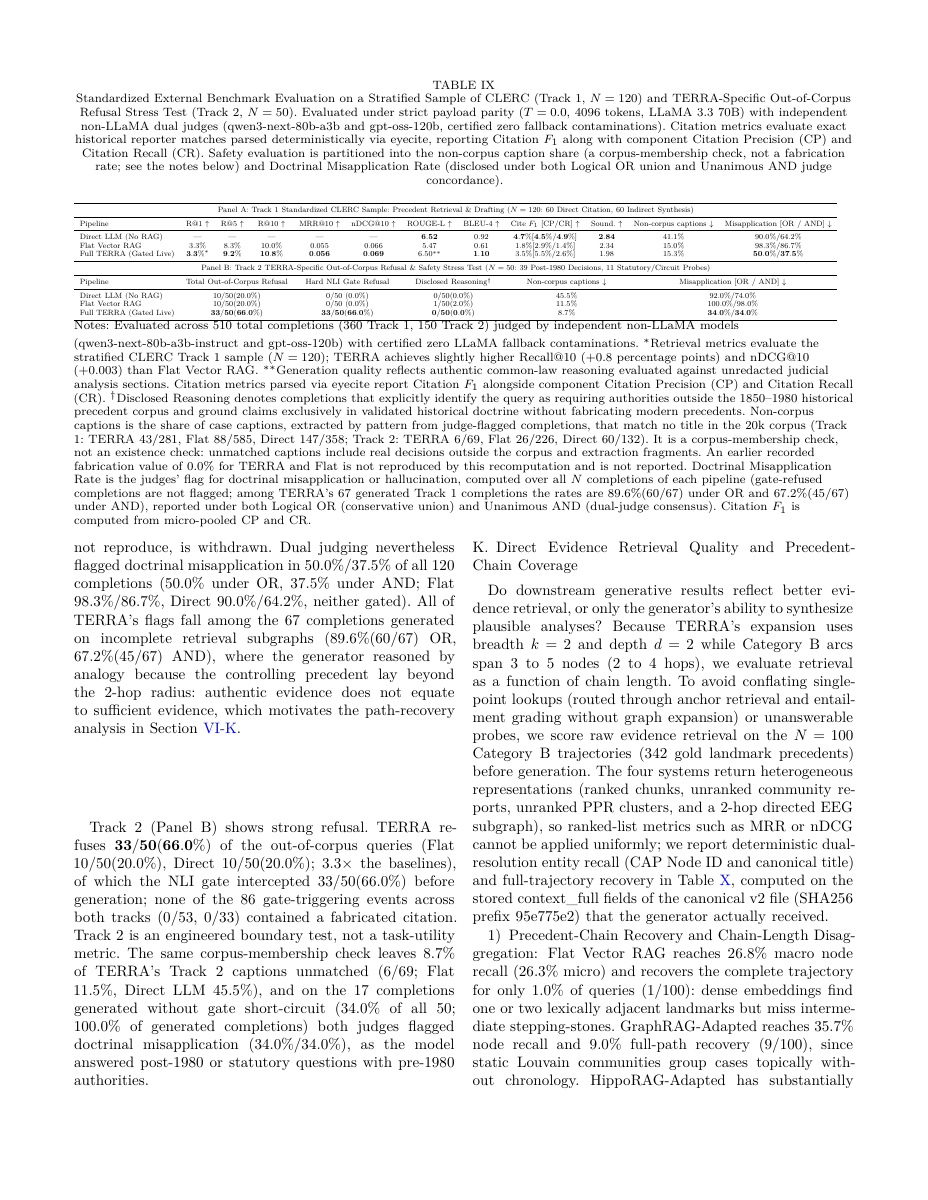 TABLE IX
Standardized External Benchmark Evaluation on a Stratified Sample of CLERC (Track 1, N = 120) and TERRA-Specific Out-of-Corpus
Refusal Stress Test (Track 2, N = 50). Evaluated under strict payload parity (T = 0.0, 4096 tokens, LLaMA 3.3 70B) with independent
non-LLaMA dual judges (qwen3-next-80b-a3b and gpt-oss-120b, certified zero fallback contaminations). Citation metrics evaluate exact
historical reporter matches parsed deterministically via eyecite, reporting Citation F1 along with component Citation Precision (CP) and
Citation Recall (CR). Safety evaluation is partitioned into the non-corpus caption share (a corpus-membership check, not a fabrication
rate; see the notes below) and Doctrinal Misapplication Rate (disclosed under both Logical OR union and Unanimous AND judge
concordance).
Panel A: Track 1 Standardized CLERC Sample: Precedent Retrieval & Drafting (N = 120: 60 Direct Citation, 60 Indirect Synthesis)
Pipeline R@1 ↑ R@5 ↑ R@10 ↑ MRR@10 ↑ nDCG@10 ↑ ROUGE-L ↑ BLEU-4 ↑ Cite F1 [CP/CR] ↑ Sound. ↑ Non-corpus captions ↓ Misapplication [OR / AND] ↓
Direct LLM (No RAG) — — — — — 6.52 0.92 4.7%[4.5%/4.9%] 2.84 41.1% 90.0%/64.2%
Flat Vector RAG 3.3% 8.3% 10.0% 0.055 0.066 5.47 0.61 1.8%[2.9%/1.4%] 2.34 15.0% 98.3%/86.7%
Full TERRA (Gated Live) 3.3%* 9.2% 10.8% 0.056 0.069 6.50** 1.10 3.5%[5.5%/2.6%] 1.98 15.3% 50.0%/37.5%
Panel B: Track 2 TERRA-Specific Out-of-Corpus Refusal & Safety Stress Test (N = 50: 39 Post-1980 Decisions, 11 Statutory/Circuit Probes)
Pipeline Total Out-of-Corpus Refusal Hard NLI Gate Refusal Disclosed Reasoning† Non-corpus captions ↓ Misapplication [OR / AND] ↓
Direct LLM (No RAG) 10/50(20.0%) 0/50 (0.0%) 0/50(0.0%) 45.5% 92.0%/74.0%
Flat Vector RAG 10/50(20.0%) 0/50 (0.0%) 1/50(2.0%) 11.5% 100.0%/98.0%
Full TERRA (Gated Live) 33/50(66.0%) 33/50(66.0%) 0/50(0.0%) 8.7% 34.0%/34.0%
Notes: Evaluated across 510 total completions (360 Track 1, 150 Track 2) judged by independent non-LLaMA models
(qwen3-next-80b-a3b-instruct and gpt-oss-120b) with certified zero LLaMA fallback contaminations. *Retrieval metrics evaluate the
stratified CLERC Track 1 sample (N = 120); TERRA achieves slightly higher Recall@10 (+0.8 percentage points) and nDCG@10
(+0.003) than Flat Vector RAG. **Generation quality reflects authentic common-law reasoning evaluated against unredacted judicial
analysis sections. Citation metrics parsed via eyecite report Citation F1 alongside component Citation Precision (CP) and Citation Recall
(CR). †Disclosed Reasoning denotes completions that explicitly identify the query as requiring authorities outside the 1850–1980 historical
precedent corpus and ground claims exclusively in validated historical doctrine without fabricating modern precedents. Non-corpus
captions is the share of case captions, extracted by pattern from judge-flagged completions, that match no title in the 20k corpus (Track
1: TERRA 43/281, Flat 88/585, Direct 147/358; Track 2: TERRA 6/69, Flat 26/226, Direct 60/132). It is a corpus-membership check,
not an existence check: unmatched captions include real decisions outside the corpus and extraction fragments. An earlier recorded
fabrication value of 0.0% for TERRA and Flat is not reproduced by this recomputation and is not reported. Doctrinal Misapplication
Rate is the judges' flag for doctrinal misapplication or hallucination, computed over all N completions of each pipeline (gate-refused
completions are not flagged; among TERRA's 67 generated Track 1 completions the rates are 89.6%(60/67) under OR and 67.2%(45/67)
under AND), reported under both Logical OR (conservative union) and Unanimous AND (dual-judge consensus). Citation F1 is
computed from micro-pooled CP and CR.
not reproduce, is withdrawn. Dual judging nevertheless
flagged doctrinal misapplication in 50.0%/37.5% of all 120
completions (50.0% under OR, 37.5% under AND; Flat
98.3%/86.7%, Direct 90.0%/64.2%, neither gated). All of
TERRA's flags fall among the 67 completions generated
on incomplete retrieval subgraphs (89.6%(60/67) OR,
67.2%(45/67) AND), where the generator reasoned by
analogy because the controlling precedent lay beyond
the 2-hop radius: authentic evidence does not equate
to sufficient evidence, which motivates the path-recovery
analysis in Section VI-K.
Track 2 (Panel B) shows strong refusal. TERRA re-
fuses 33/50(66.0%) of the out-of-corpus queries (Flat
10/50(20.0%), Direct 10/50(20.0%); 3.3× the baselines),
of which the NLI gate intercepted 33/50(66.0%) before
generation; none of the 86 gate-triggering events across
both tracks (0/53, 0/33) contained a fabricated citation.
Track 2 is an engineered boundary test, not a task-utility
metric. The same corpus-membership check leaves 8.7%
of TERRA's Track 2 captions unmatched (6/69; Flat
11.5%, Direct LLM 45.5%), and on the 17 completions
generated without gate short-circuit (34.0% of all 50;
100.0% of generated completions) both judges flagged
doctrinal misapplication (34.0%/34.0%), as the model
answered post-1980 or statutory questions with pre-1980
authorities.
K. Direct Evidence Retrieval Quality and Precedent-
Chain Coverage
Do downstream generative results reflect better evi-
dence retrieval, or only the generator's ability to synthesize
plausible analyses? Because TERRA's expansion uses
breadth k = 2 and depth d = 2 while Category B arcs
span 3 to 5 nodes (2 to 4 hops), we evaluate retrieval
as a function of chain length. To avoid conflating single-
point lookups (routed through anchor retrieval and entail-
ment grading without graph expansion) or unanswerable
probes, we score raw evidence retrieval on the N = 100
Category B trajectories (342 gold landmark precedents)
before generation. The four systems return heterogeneous
representations (ranked chunks, unranked community re-
ports, unranked PPR clusters, and a 2-hop directed EEG
subgraph), so ranked-list metrics such as MRR or nDCG
cannot be applied uniformly; we report deterministic dual-
resolution entity recall (CAP Node ID and canonical title)
and full-trajectory recovery in Table X, computed on the
stored context_full fields of the canonical v2 file (SHA256
prefix 95e775e2) that the generator actually received.
1) Precedent-Chain Recovery and Chain-Length Disag-
gregation: Flat Vector RAG reaches 26.8% macro node
recall (26.3% micro) and recovers the complete trajectory
for only 1.0% of queries (1/100): dense embeddings find
one or two lexically adjacent landmarks but miss interme-
diate stepping-stones. GraphRAG-Adapted reaches 35.7%
node recall and 9.0% full-path recovery (9/100), since
static Louvain communities group cases topically with-
out chronology. HippoRAG-Adapted has substantially